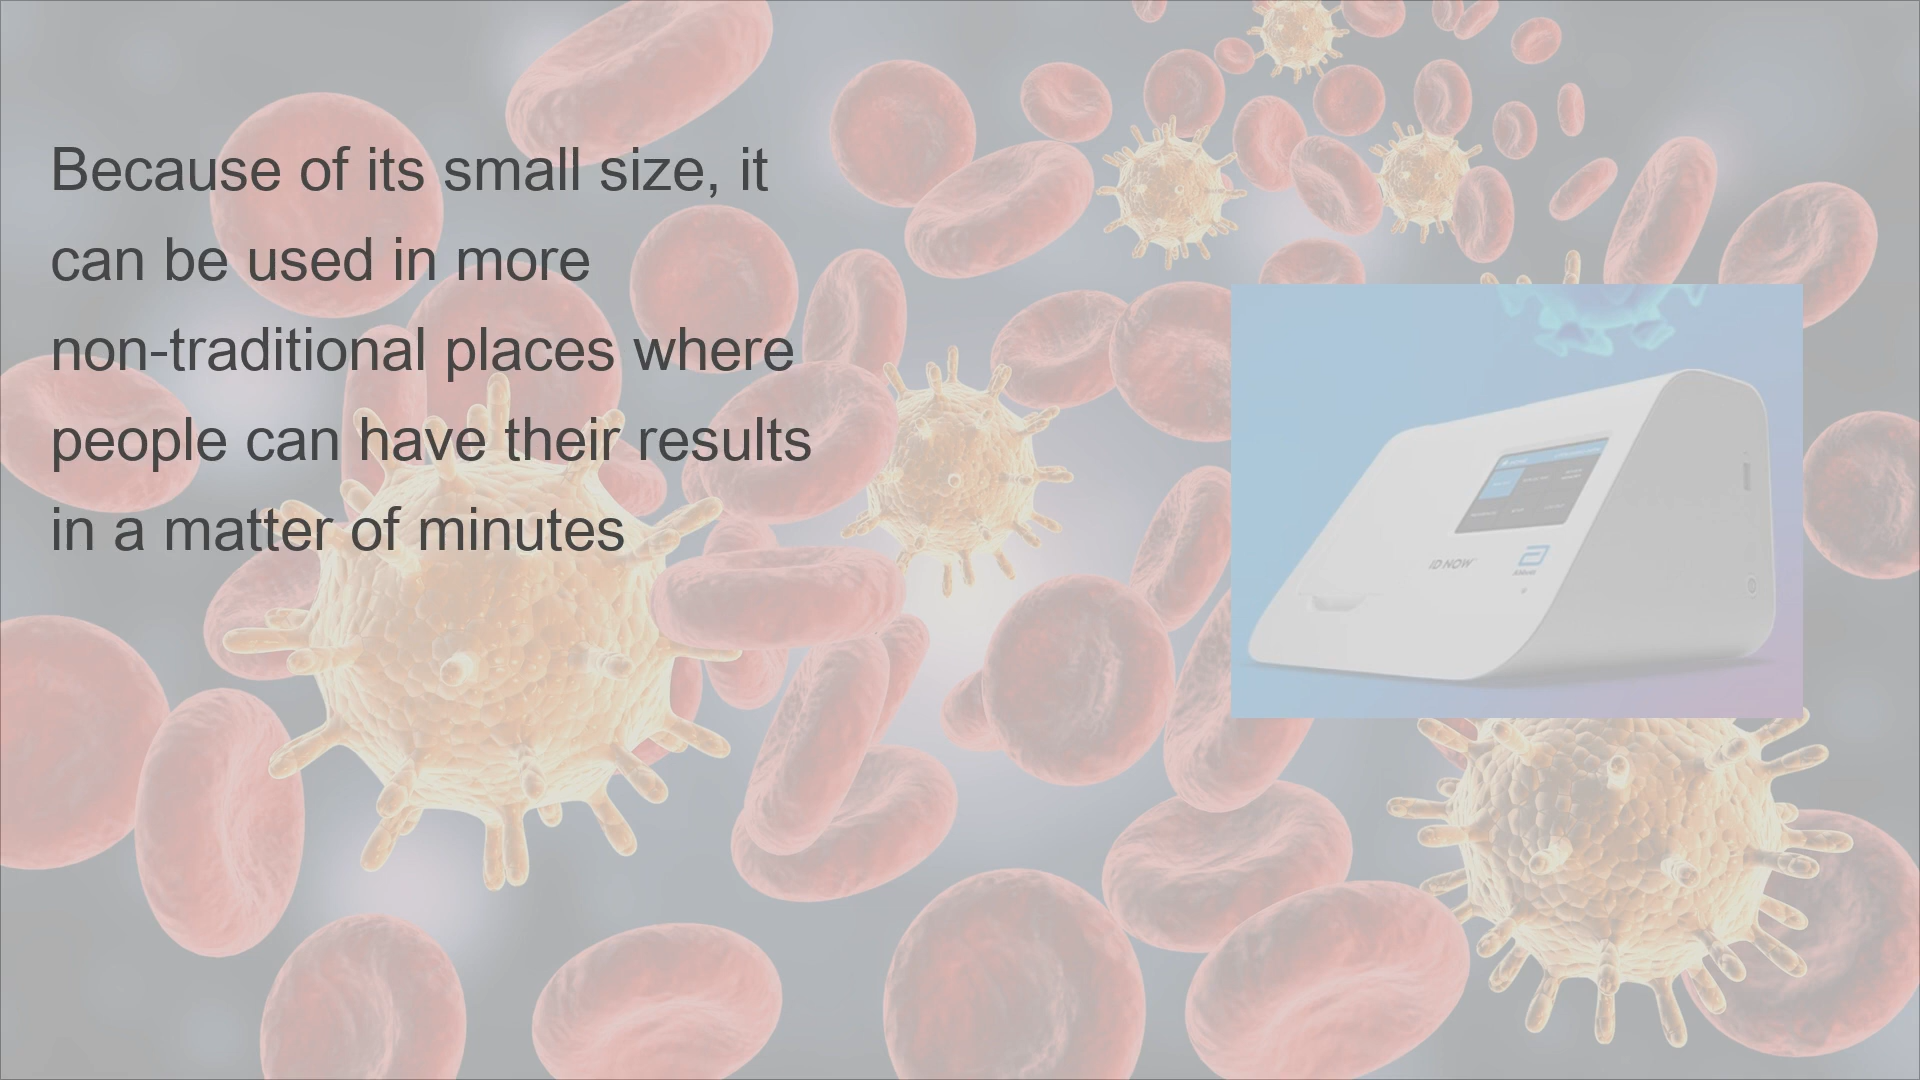 Because of its small size, it
can be used in more
non-traditional places where
people can have their results
in a matter of minutes
ID NOW
Abbott